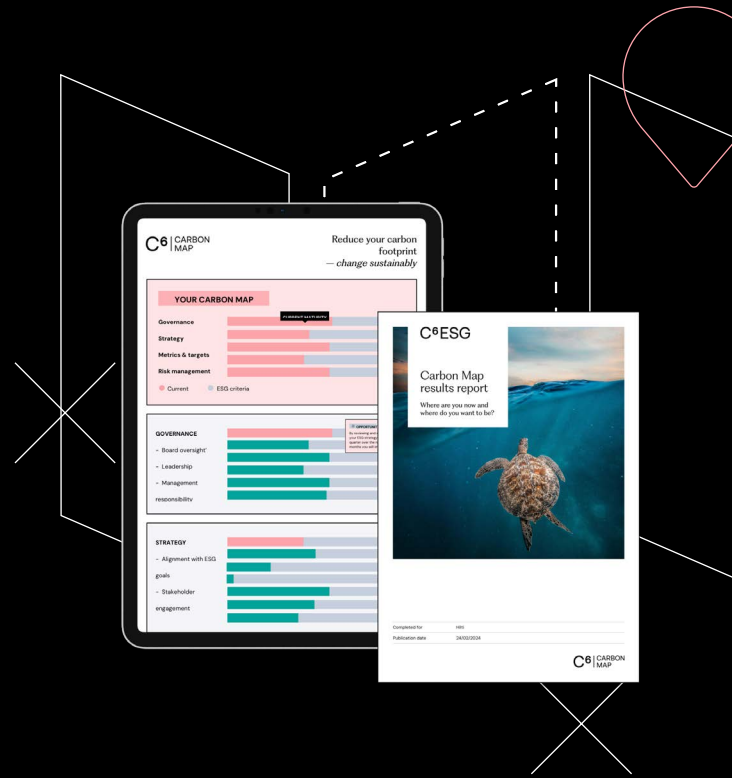 C6 | CARBON
MAP
Reduce your carbon
footprint
— change sustainably
YOUR CARBON MAP
CURRENT MATURITY
Governance
Strategy
Metrics & targets
Risk management
Current
ESG criteria
GOVERNANCE
- Board oversight'
- Leadership
- Management
responsibility
STRATEGY
- Alignment with ESG
goals
- Stakeholder
engagement
C6ESG
Carbon Map
results report
Where are you now and
where do you want to be?
Completed for
Publication date 24/02/2024
C6 | CARBON
MAP